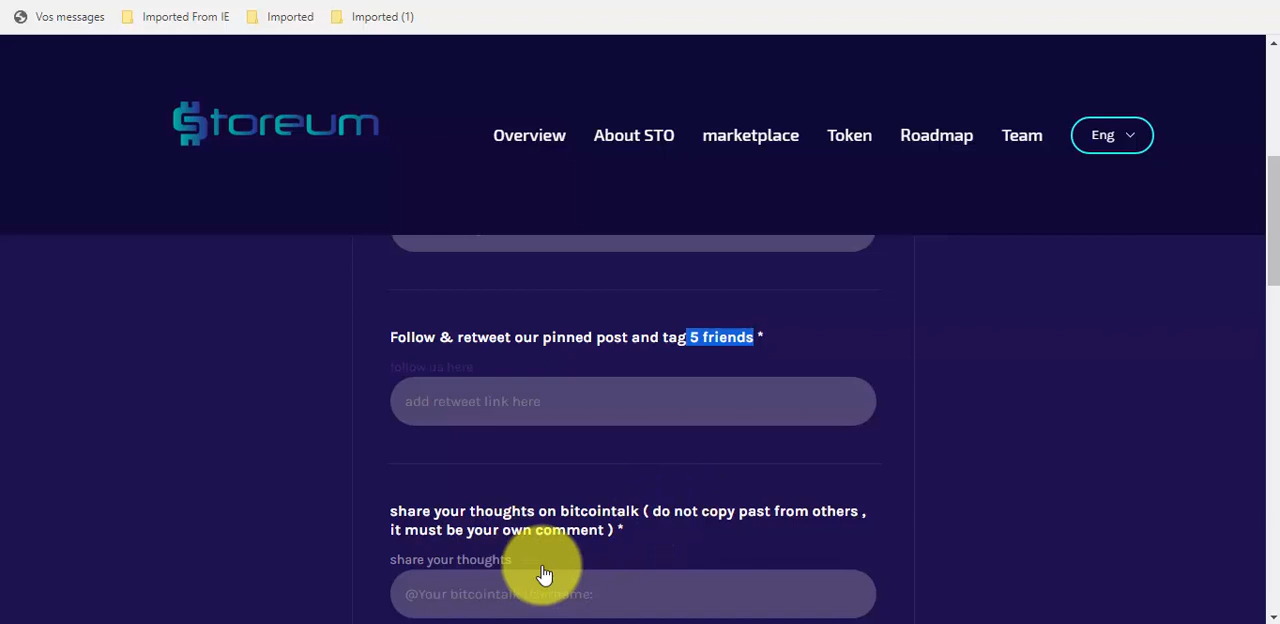 Vos messages Imported From IE Imported Imported (1)
Storeum
Overview About STO marketplace Token Roadmap Team Eng
Follow & retweet our pinned post and tag 5 friends *
follow us here
add retweet link here
share your thoughts on bitcointalk ( do not copy past from others ,
it must be your own comment ) *
share your thoughts
@Your bitcointalk username: